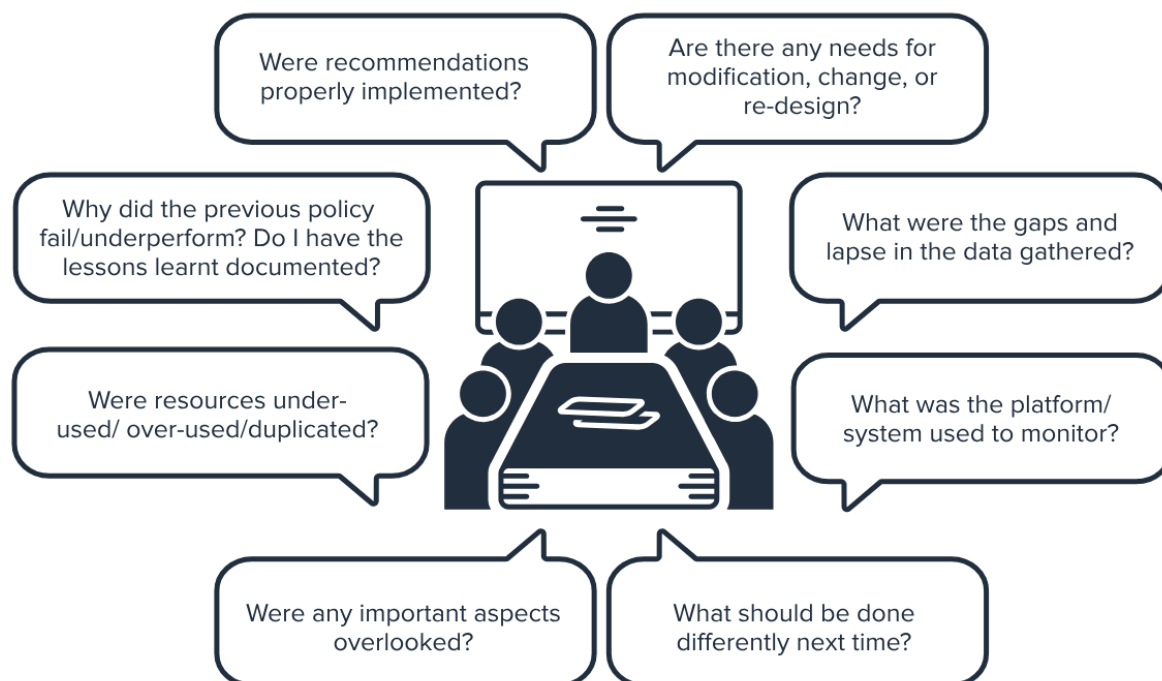 Were recommendations
properly implemented?
Are there any needs for
modification, change, or
re-design?
Why did the previous policy
fail/underperform? Do I have the
lessons learnt documented?
What were the gaps and
lapse in the data gathered?
Were resources under-
used/ over-used/duplicated?
What was the platform/
system used to monitor?
Were any important aspects
overlooked?
What should be done
differently next time?